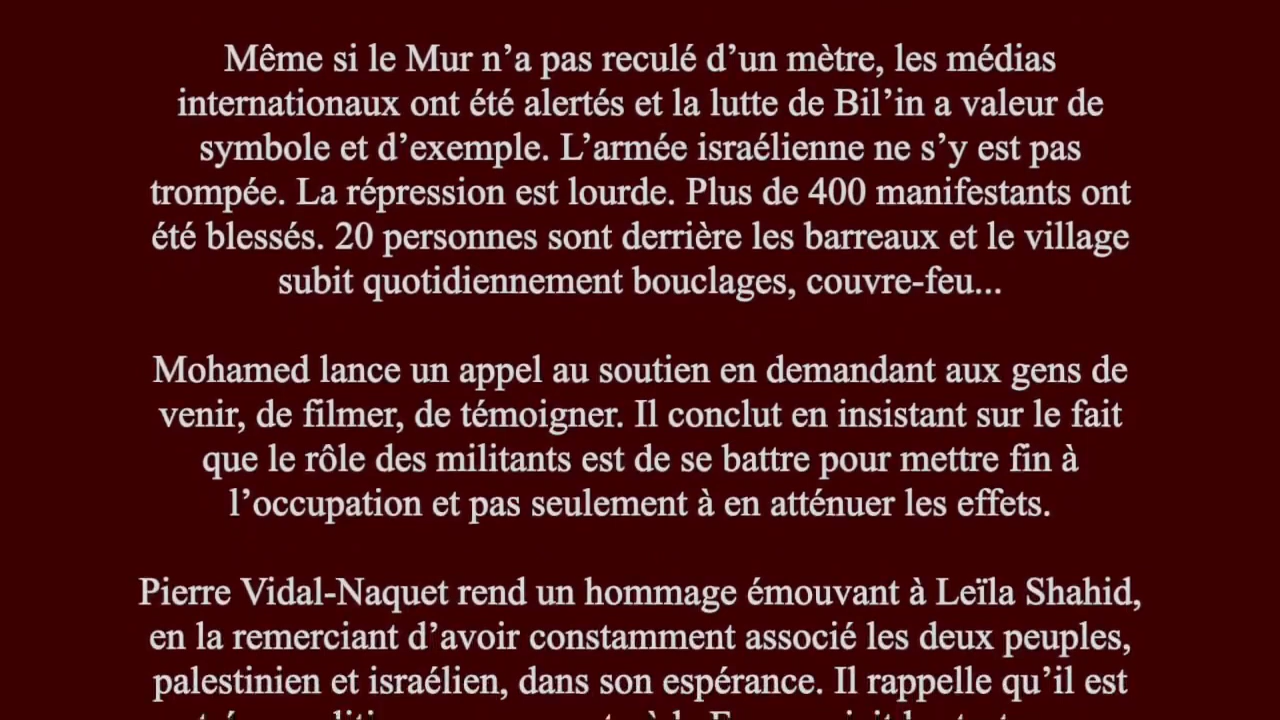 Même si le Mur n’a pas reculé d’un mètre, les médias
internationaux ont été alertés et la lutte de Bil’in a valeur de
symbole et d’exemple. L’armée israélienne ne s’y est pas
trompée. La répression est lourde. Plus de 400 manifestants ont
été blessés. 20 personnes sont derrière les barreaux et le village
subit quotidiennement bouclages, couvre-feu...
Mohamed lance un appel au soutien en demandant aux gens de
venir, de filmer, de témoigner. Il conclut en insistant sur le fait
que le rôle des militants est de se battre pour mettre fin à
l’occupation et pas seulement à en atténuer les effets.
Pierre Vidal-Naquet rend un hommage émouvant à Leïla Shahid,
en la remerciant d’avoir constamment associé les deux peuples,
palestinien et israélien, dans son espérance. Il rappelle qu’il est